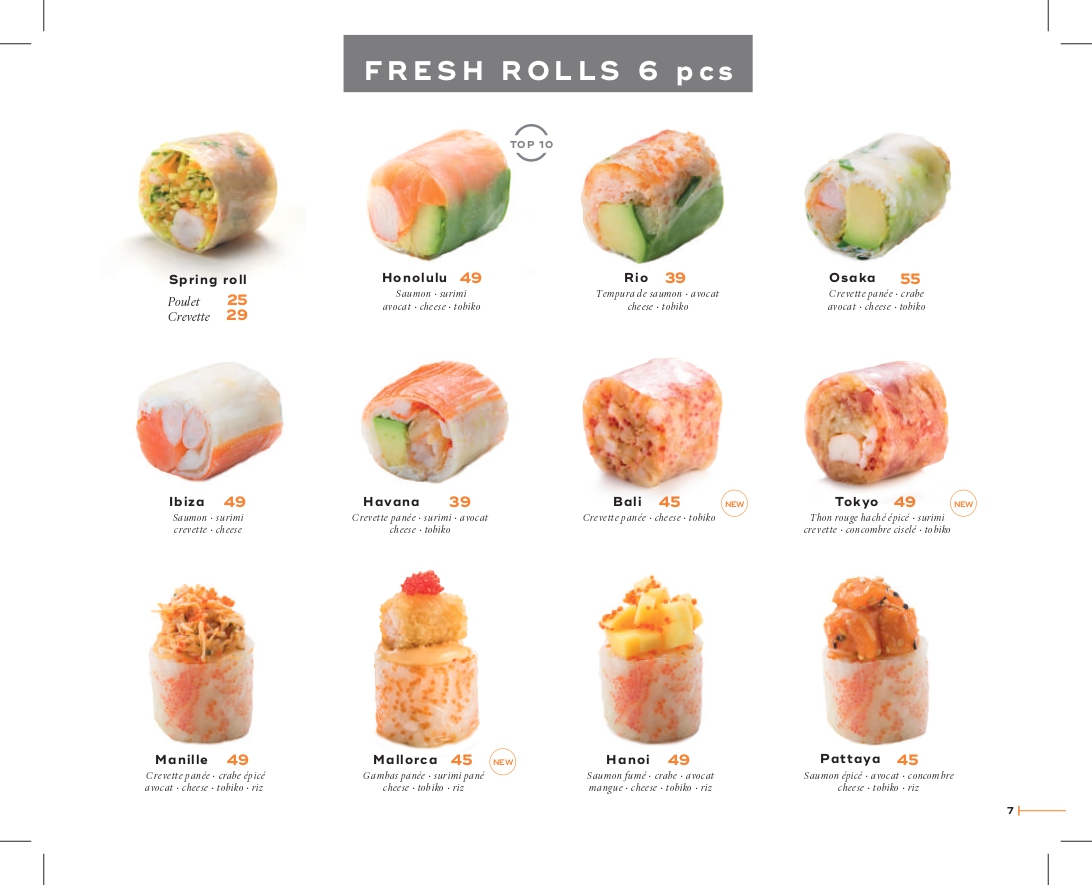 FRESH ROLLS 6 pcs
TOP 10
Spring roll
Poulet 25
Crevette 29
Honolulu 49
Saumon · surimi
avocat · cheese · tobiko
Rio 39
Tempura de saumon · avocat
cheese · tobiko
Osaka 55
Crevette panée · crabe
avocat · cheese · tobiko
Ibiza 49
Saumon · surimi
crevette · cheese
Havana 39
Crevette panée · surimi · avocat
cheese · tobiko
Bali 45
NEW
Crevette panée · cheese · tobiko
Tokyo 49
NEW
Thon rouge haché épicé · surimi
crevette · concombre ciselé · tobiko
Manille 49
Crevette panée · crabe épicé
avocat · cheese · tobiko · riz
Mallorca 45
NEW
Gambas panée · surimi pané
cheese · tobiko · riz
Hanoi 49
Saumon fumé · crabe · avocat
mangue · cheese · tobiko · riz
Pattaya 45
Saumon épicé · avocat · concombre
cheese · tobiko · riz
7